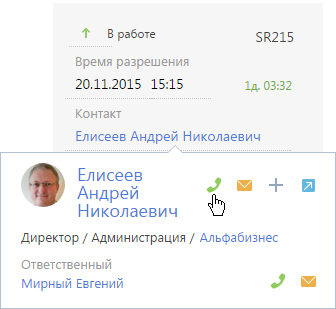 В работе SR215
Время разрешения
20.11.2015 15:15 1д. 03:32
Контакт
Елисеев Андрей Николаевич
Елисеев
Андрей
Николаевич
Директор / Администрация / Альфабизнес
Ответственный
Мирный Евгений